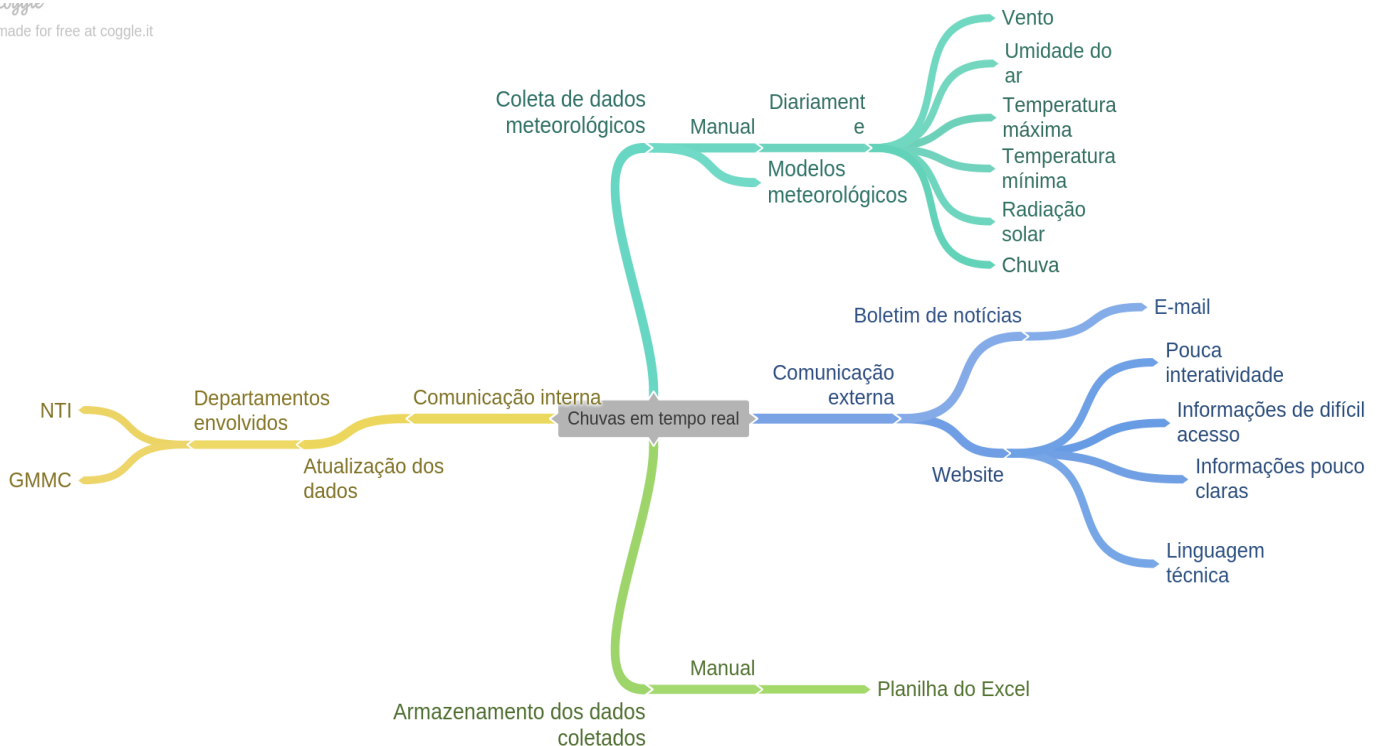 coggle
made for free at coggle.it
Coleta de dados
meteorológicos
Manual
Diariament
e
Modelos
meteorológicos
Vento
Umidade do
ar
Temperatura
máxima
Temperatura
mínima
Radiação
solar
Chuva
Chuvas em tempo real
Comunicação
externa
Boletim de notícias
E-mail
Website
Pouca
interatividade
Informações de difícil
acesso
Informações pouco
claras
Linguagem
técnica
Comunicação interna
Atualização dos
dados
Departamentos
envolvidos
NTI
GMMC
Armazenamento dos dados
coletados
Manual
Planilha do Excel